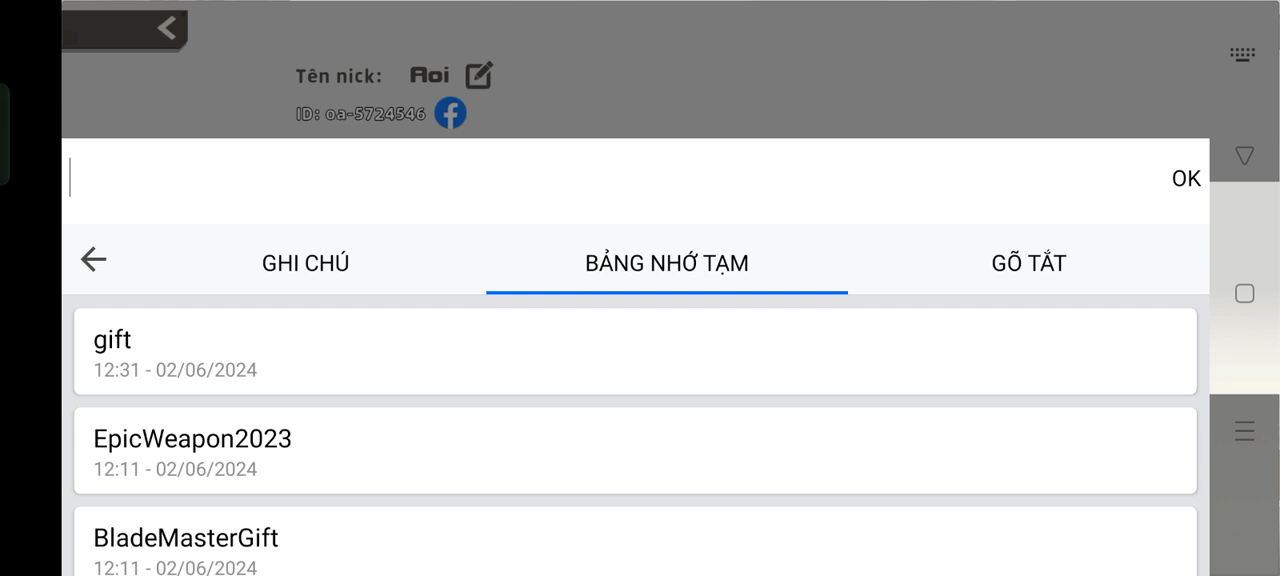 Tên nick: Aoi
ID: oa-5724546
OK
GHI CHÚ
BẢNG NHỚ TẠM
GÕ TẮT
gift
12:31 - 02/06/2024
EpicWeapon2023
12:11 - 02/06/2024
BladeMasterGift
12:11 - 02/06/2024